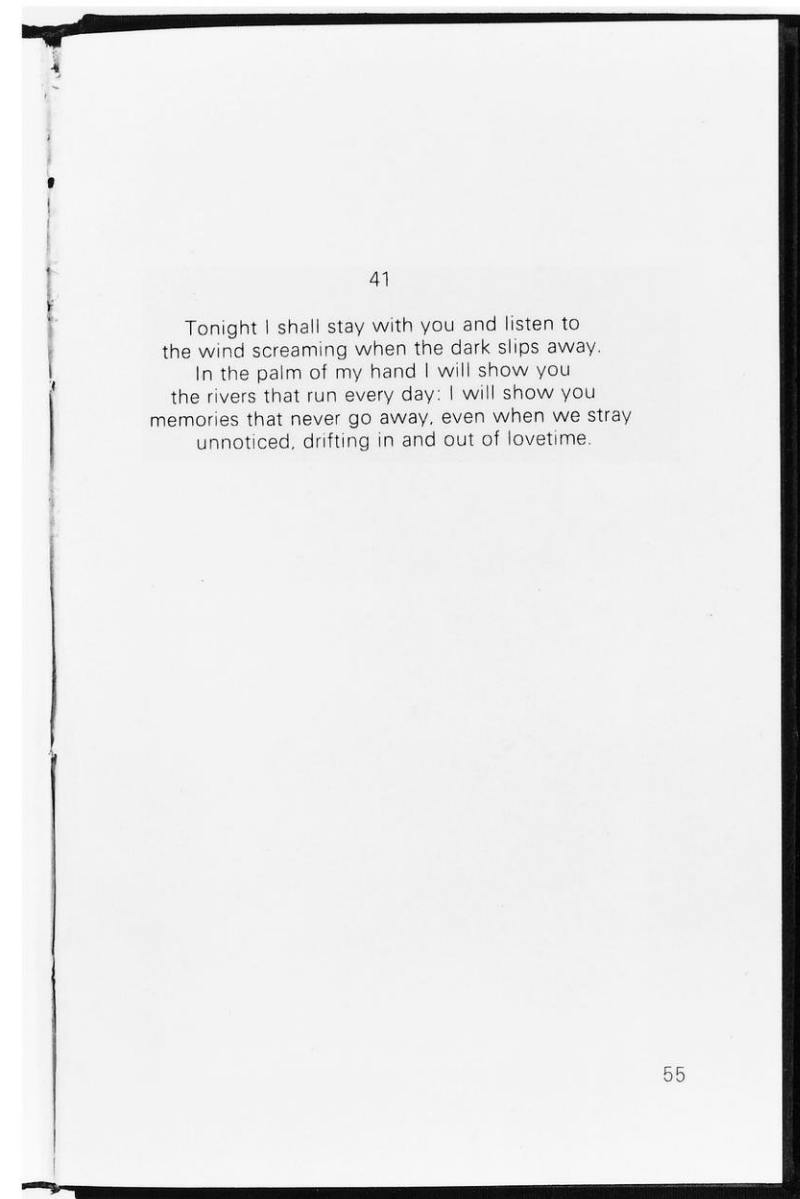 41
Tonight I shall stay with you and listen to
the wind screaming when the dark slips away.
In the palm of my hand I will show you
the rivers that run every day: I will show you
memories that never go away, even when we stray
unnoticed, drifting in and out of lovetime.
55